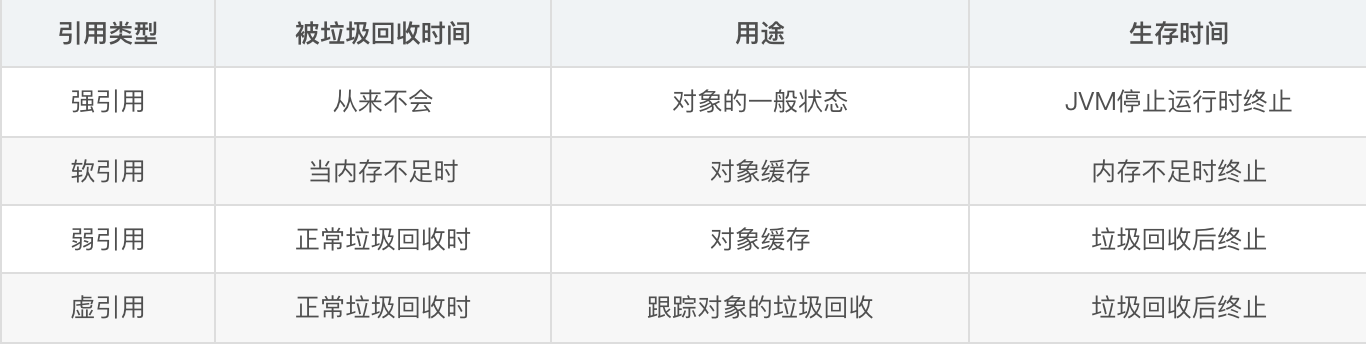 引用类型 被垃圾回收时间 用途 生存时间
强引用 从来不会 对象的一般状态 JVM停止运行时终止
软引用 当内存不足时 对象缓存 内存不足时终止
弱引用 正常垃圾回收时 对象缓存 垃圾回收后终止
虚引用 正常垃圾回收时 跟踪对象的垃圾回收 垃圾回收后终止